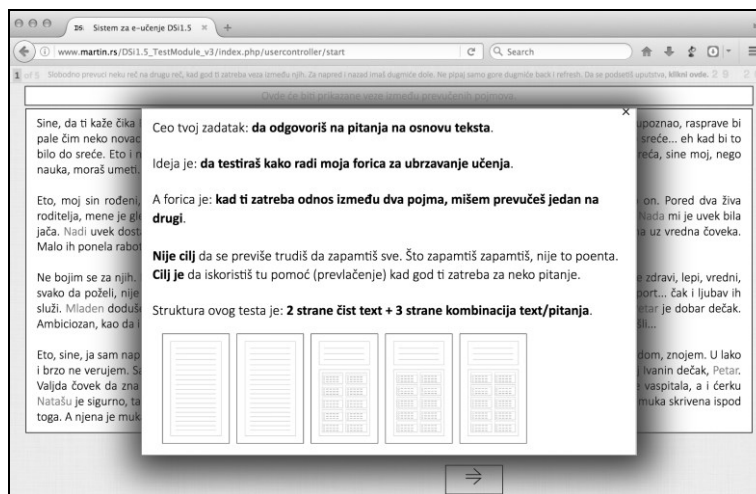 DSi. Sistem za e-učenje DSi1.5 × +
www.martin.rs/DSi1.5_TestModule_v3/index.php/usercontroller/start
Search
1 of 5 Slobodno prevuci neku reč na drugu reč, kad god ti zatreba veza između njih. Za napred i nazad imaš dugmiće dole. Ne pipaj samo gore dugmiće back i refresh. Da se podsetiš uputstva, klikni ovde. 2 9
Ovde će biti prikazane veze između prevučenih pojmova.
×
Ceo tvoj zadatak: da odgovoriš na pitanja na osnovu teksta.
Ideja je: da testiraš kako radi moja forica za ubrzavanje učenja.
A forica je: kad ti zatreba odnos između dva pojma, mišem prevučeš jedan na
drugi.
Nije cilj da se previše trudiš da zapamtiš sve. Što zapamtiš zapamtiš, nije to poenta.
Cilj je da iskoristiš tu pomoć (prevlačenje) kad god ti zatreba za neko pitanje.
Struktura ovog testa je: 2 strane čist text + 3 strane kombinacija text/pitanja.
Sine, da ti kaže čika
upoznao, rasprave bi
pale čim neko novac
sreće... eh kad bi to
bilo do sreće. Eto i
reća, sine moj, nego
nauka, moraš umeti.
Eto, moj sin rođeni,
on. Pored dva živa
roditelja, mene je
Nada mi je uvek bila
jača. Nadi uvek
uz vredna čoveka.
Malo ih ponela
Ne bojim se za njih.
zdravi, lepi, vredni,
svako da poželi, nije
port... čak i ljubav ih
služi. Mladen
je dobar dečak.
Ambiciozan, kao da
Eto, sine, ja sam
dom, znojem. U lako
i brzo ne verujem.
Ivanin dečak, Petar.
Valjda čovek da zna
vaspitala, a i ćerku
Natašu je sigurno,
muka skrivena ispod
toga. A njena je